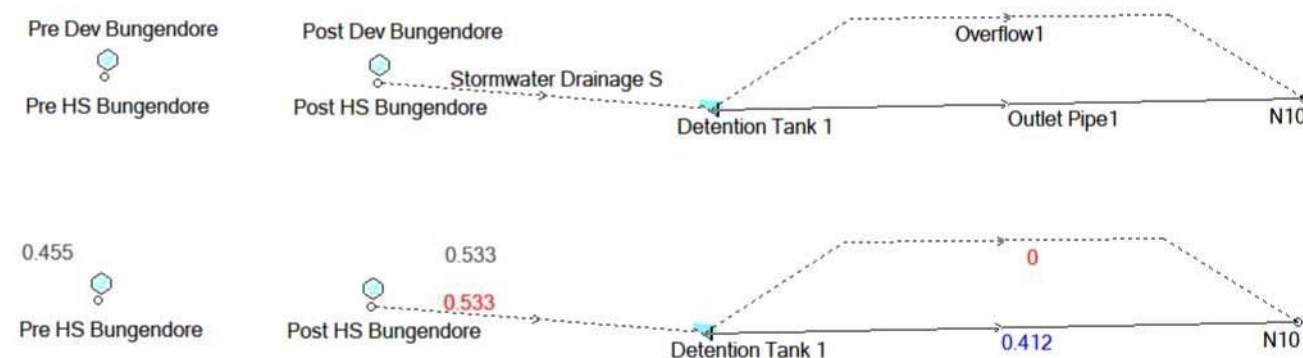 Pre Dev Bungendore
Post Dev Bungendore
Overflow1
Stormwater Drainage S
Pre HS Bungendore
Post HS Bungendore
Detention Tank 1
Outlet Pipe1
N10
0.455
0.533
0
0.533
Pre HS Bungendore
Post HS Bungendore
Detention Tank 1
0.412
N10